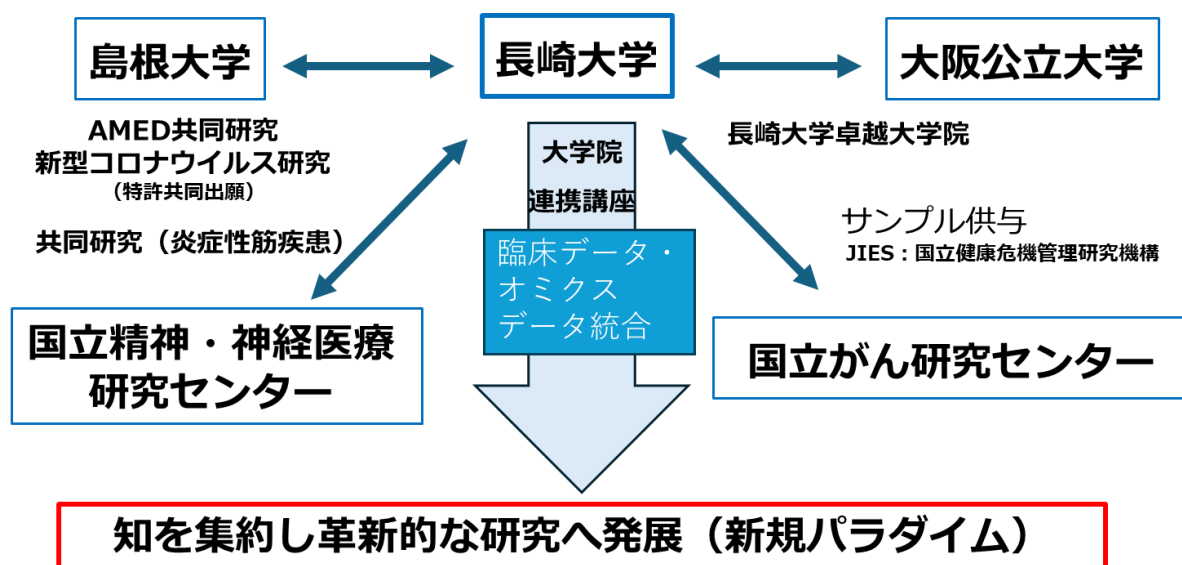 島根大学
長崎大学
大阪公立大学
AMED共同研究
新型コロナウイルス研究
（特許共同出願）
共同研究（炎症性筋疾患）
大学院
連携講座
長崎大学卓越大学院
サンプル供与
JIES：国立健康危機管理研究機構
臨床データ・
オミクス
データ統合
国立精神・神経医療
研究センター
国立がん研究センター
知を集約し革新的な研究へ発展（新規パラダイム）